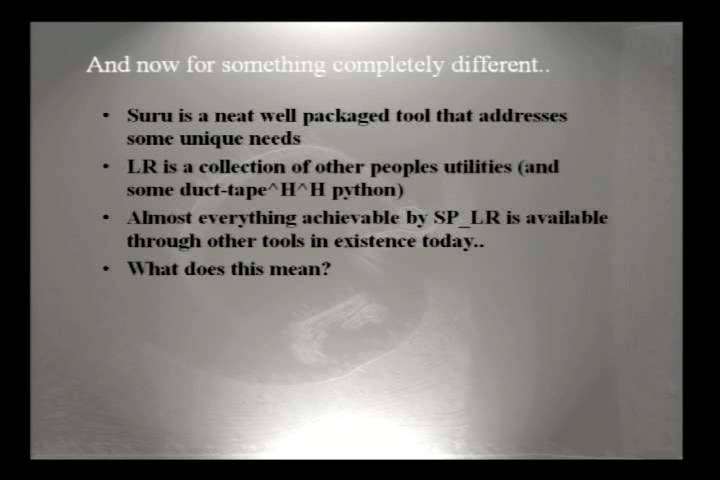 And now for something completely different..
• Suru is a neat well packaged tool that addresses
some unique needs
• LR is a collection of other peoples utilities (and
some duct-tape^H^H python)
• Almost everything achievable by SP_LR is available
through other tools in existence today..
• What does this mean?